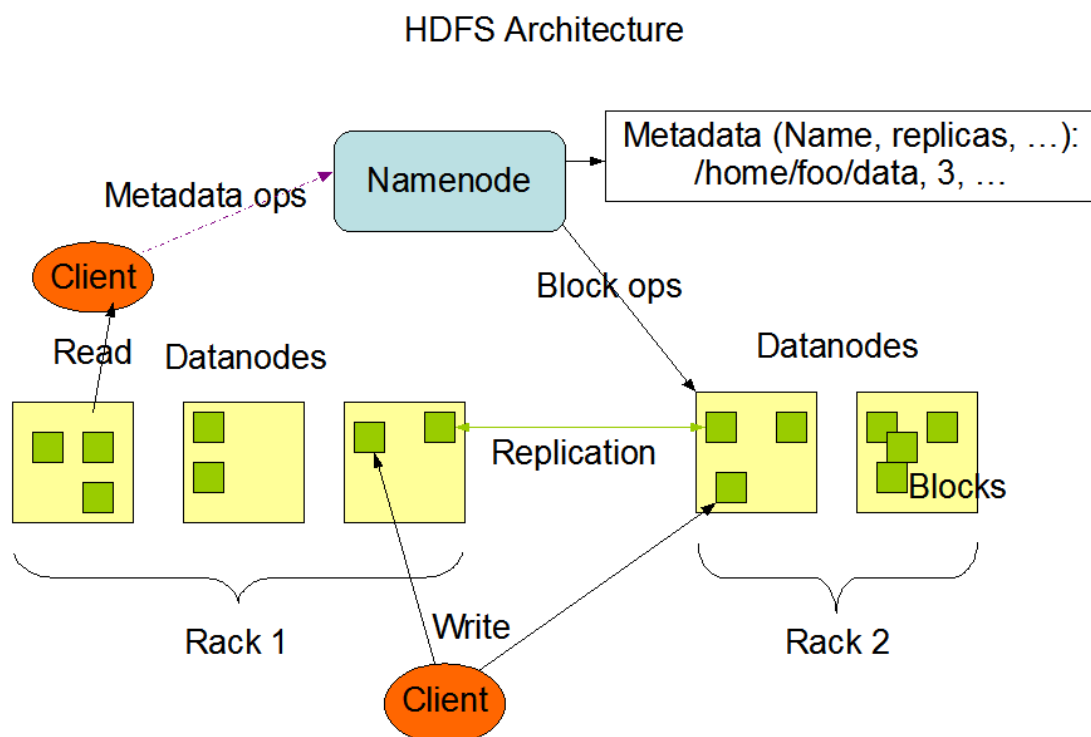 HDFS Architecture
Metadata (Name, replicas, …):
/home/foo/data, 3, …
Namenode
Metadata ops
Client
Block ops
Read
Datanodes
Datanodes
Replication
Blocks
Write
Rack 1
Rack 2
Client